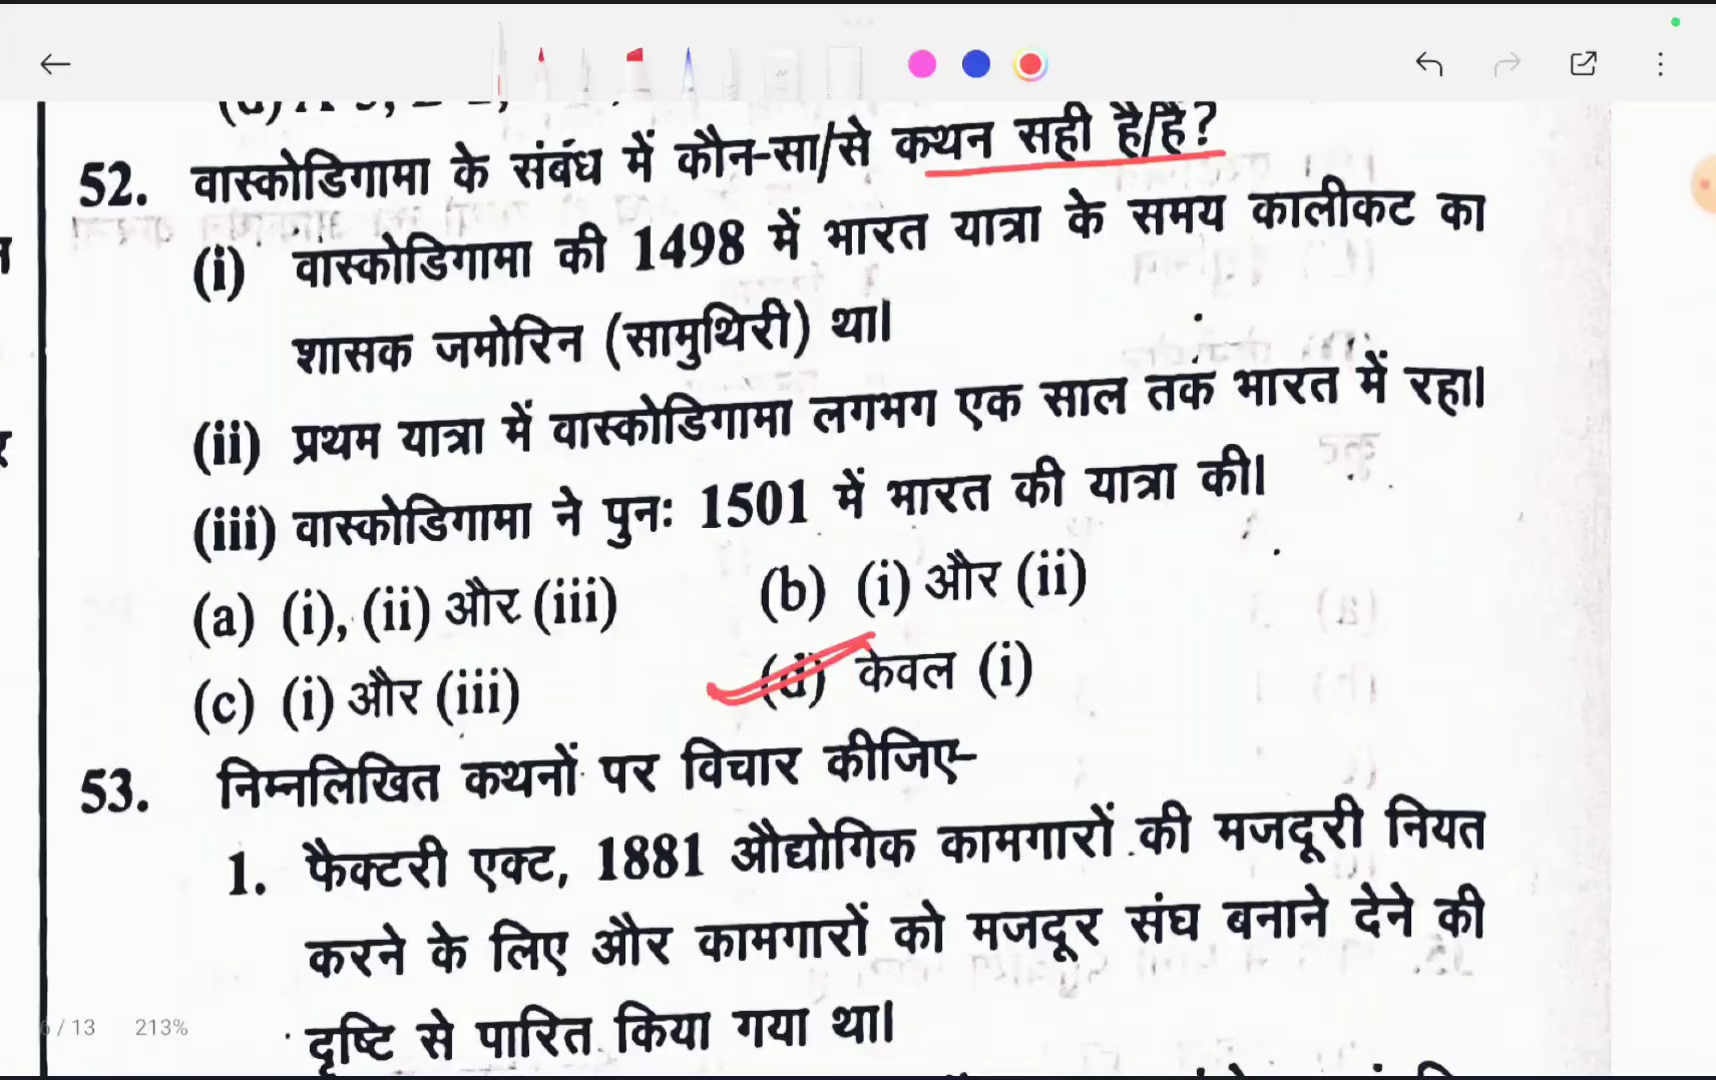 52. वास्कोडिगामा के संबंध में कौन-सा/से कथन सही है/हैं?
(i) वास्कोडिगामा की 1498 में भारत यात्रा के समय कालीकट का
शासक जमोरिन (सामुथिरी) था।
(ii) प्रथम यात्रा में वास्कोडिगामा लगभग एक साल तक भारत में रहा।
(iii) वास्कोडिगामा ने पुनः 1501 में भारत की यात्रा की।
(a) (i), (ii) और (iii) (b) (i) और (ii)
(c) (i) और (iii) (d) केवल (i)
53. निम्नलिखित कथनों पर विचार कीजिए-
1. फैक्टरी एक्ट, 1881 औद्योगिक कामगारों की मजदूरी नियत
करने के लिए और कामगारों को मजदूर संघ बनाने देने की
दृष्टि से पारित किया गया था।
/ 13 213%